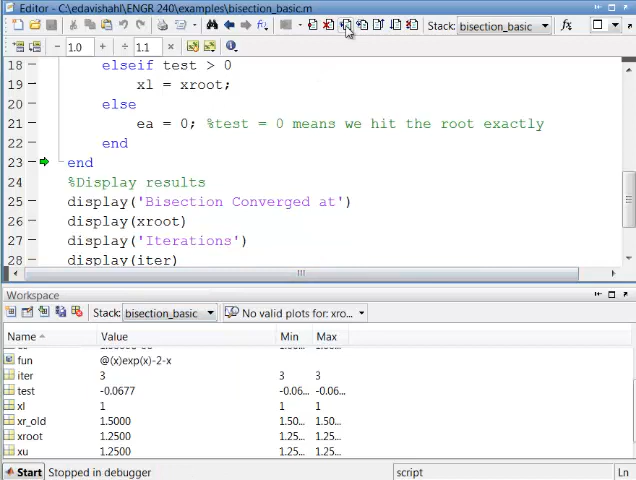 Editor - C:\edavishahl\ENGR 240\examples\bisection_basic.m
Stack: bisection_basic fx
− 1.0 + ÷ 1.1 ×
18 − elseif test > 0
19 − xl = xroot;
20 − else
21 − ea = 0; %test = 0 means we hit the root exactly
22 − end
23 − end
24 %Display results
25 − display('Bisection Converged at')
26 − display(xroot)
27 − display('Iterations')
28 − display(iter)
Workspace
Stack: bisection_basic No valid plots for: xro...
Name Value Min Max
fun @(x)exp(x)-2-x
iter 3 3 3
test -0.0677 -0.06... -0.06...
xl 1 1 1
xr_old 1.5000 1.50... 1.50...
xroot 1.2500 1.25... 1.25...
xu 1.2500 1.25... 1.25...
Start Stopped in debugger script Ln